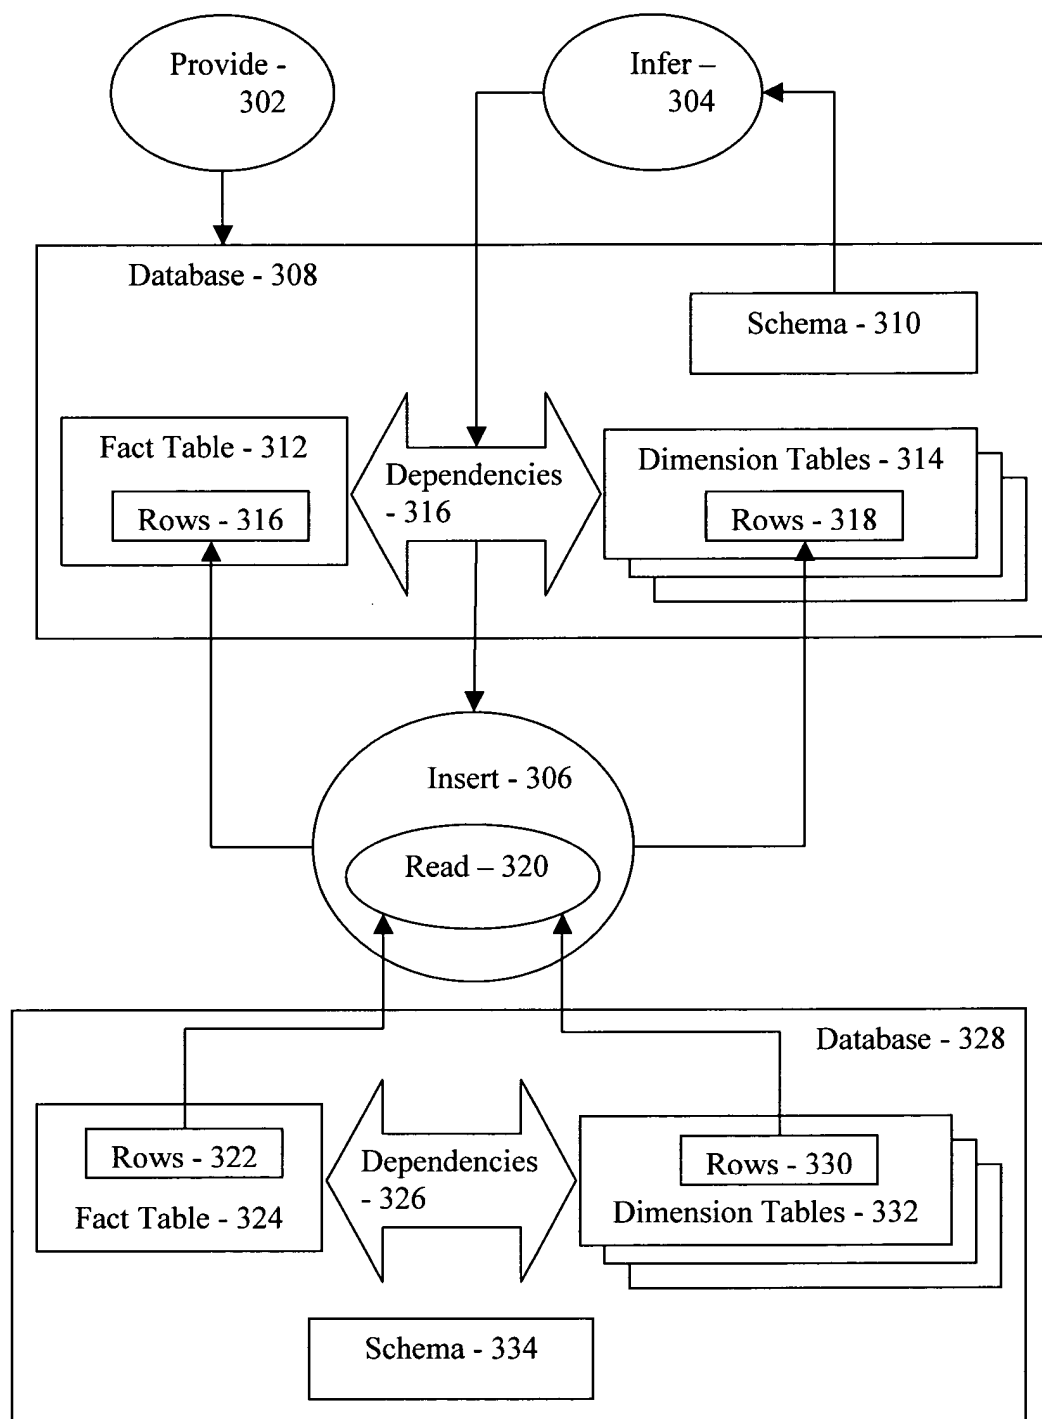 Provide -
302
Infer –
304
Database - 308
Schema - 310
Fact Table - 312
Rows - 316
Dependencies
- 316
Dimension Tables - 314
Rows - 318
Insert - 306
Read – 320
Database - 328
Rows - 322
Fact Table - 324
Dependencies
- 326
Rows - 330
Dimension Tables - 332
Schema - 334